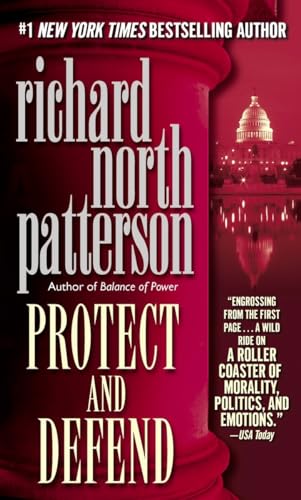 #1 NEW YORK TIMES BESTSELLING AUTHOR
richard
north
patterson
Author of Balance of Power
PROTECT
AND
DEFEND
"ENGROSSING
FROM THE FIRST
PAGE . . . A WILD
RIDE ON
A ROLLER
COASTER OF
MORALITY,
POLITICS, AND
EMOTIONS."
—USA Today